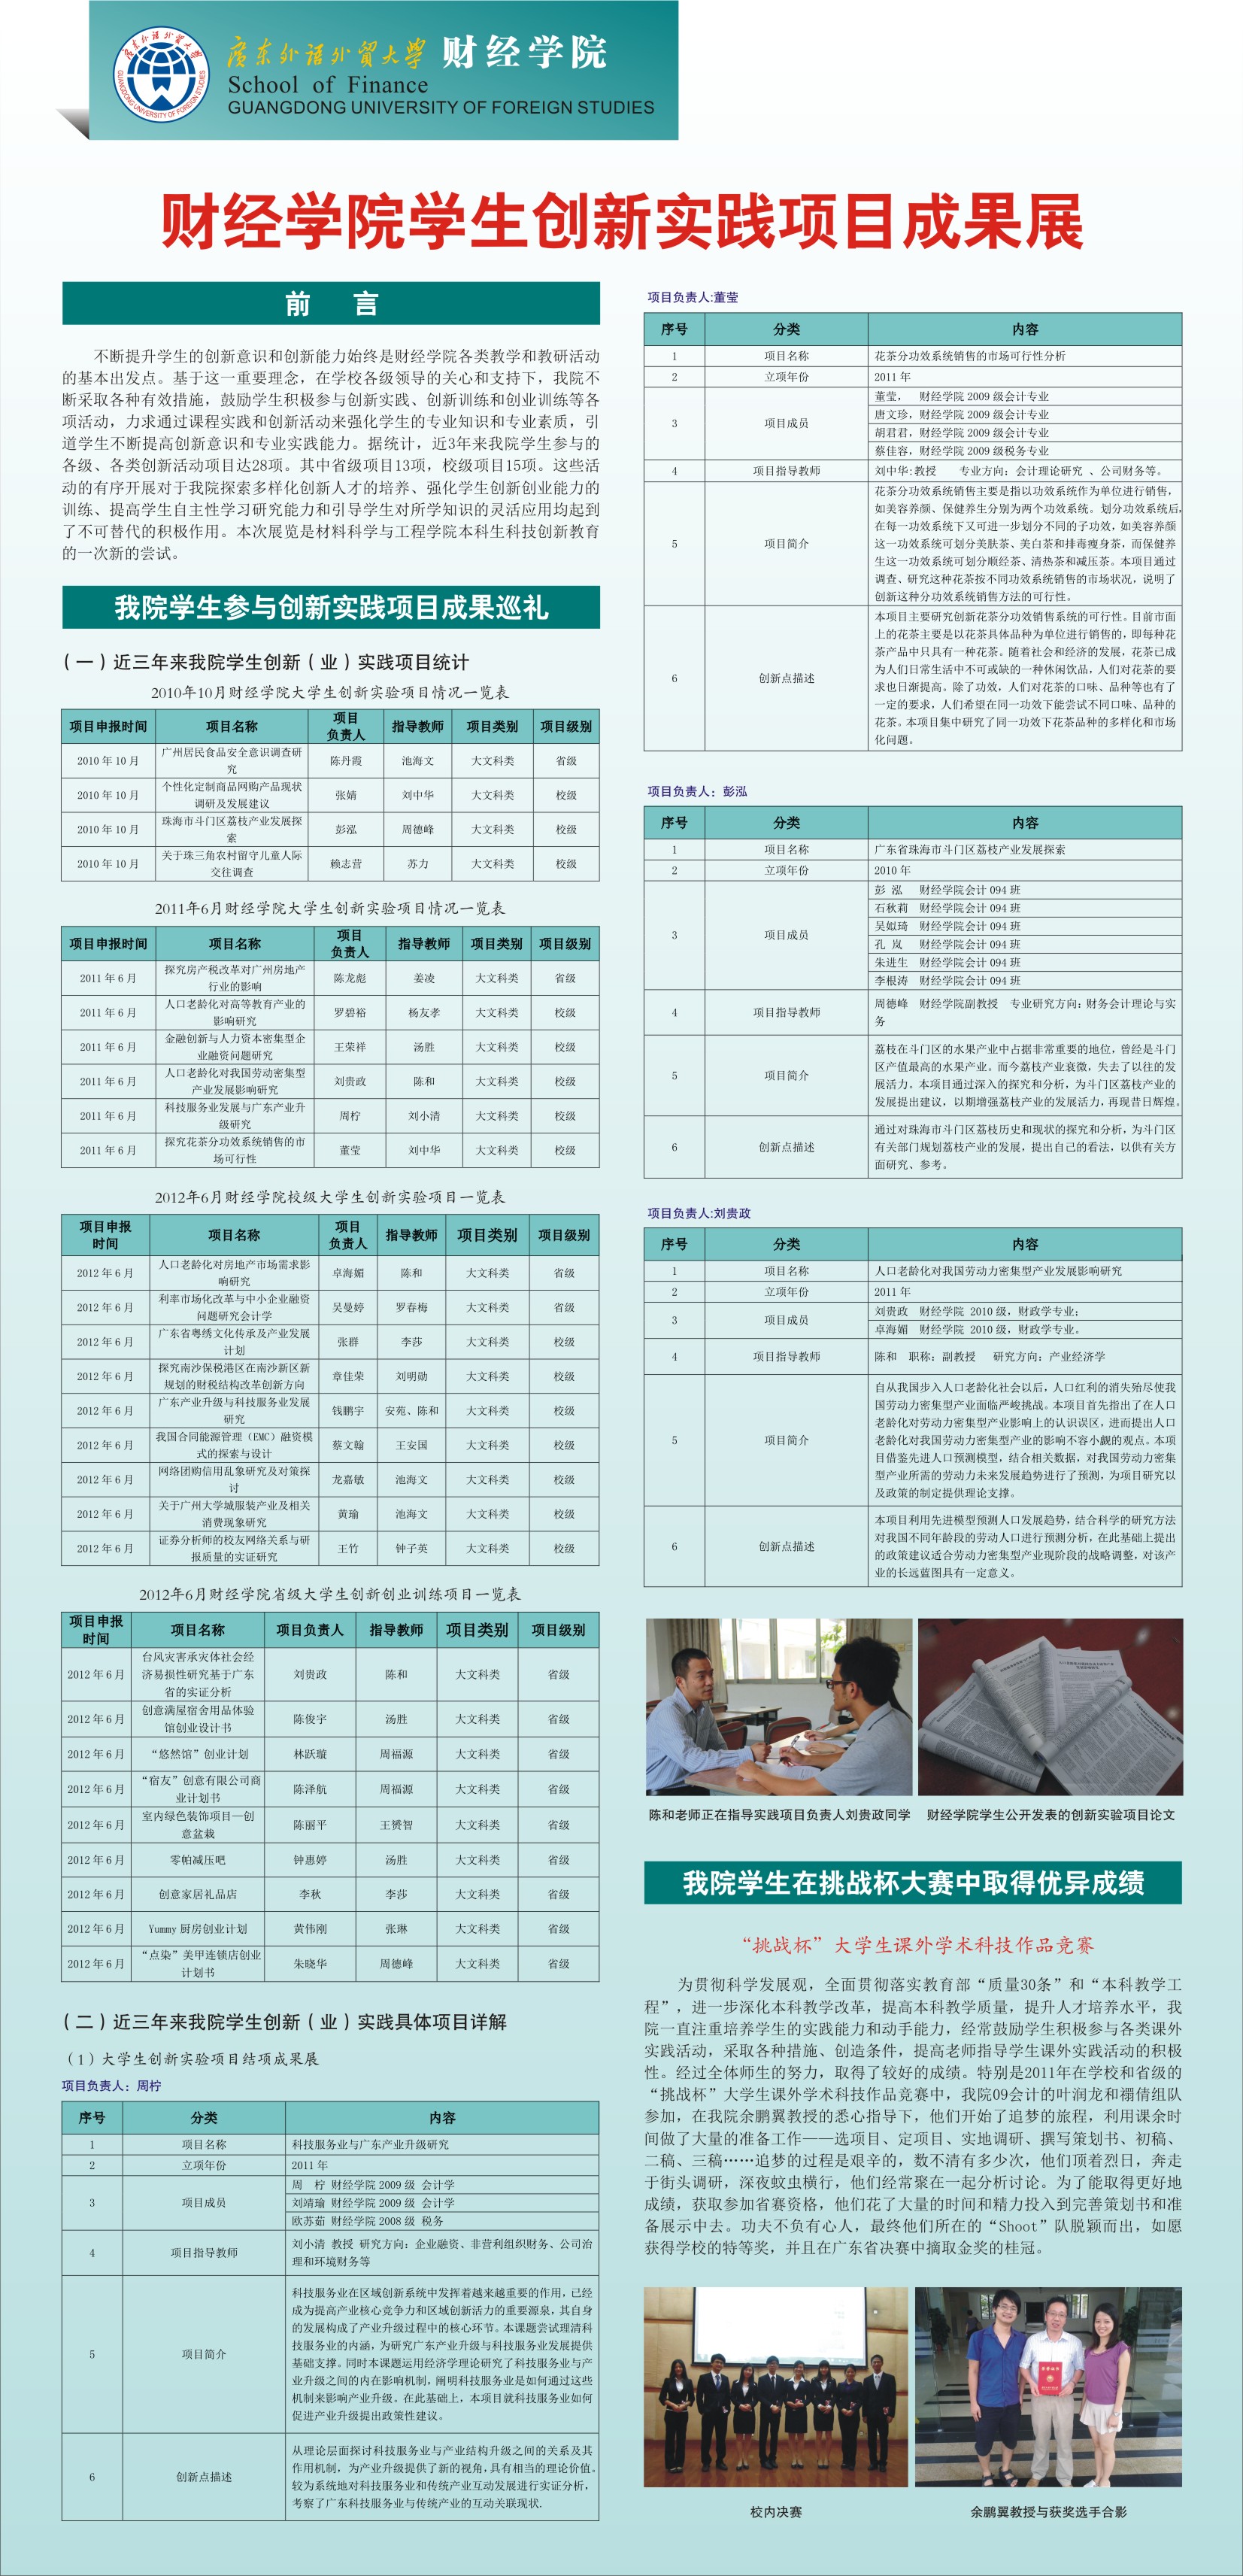 广东外语外贸大学 财经学院
School of Finance
GUANGDONG UNIVERSITY OF FOREIGN STUDIES
财经学院学生创新实践项目成果展
前 言
不断提升学生的创新意识和创新能力始终是财经学院各类教学和教研活动
的基本出发点。基于这一重要理念，在学校各级领导的关心和支持下，我院不
断采取各种有效措施，鼓励学生积极参与创新实践、创新训练和创业训练等各
项活动，力求通过课程实践和创新活动来强化学生的专业知识和专业素质，引
道学生不断提高创新意识和专业实践能力。据统计，近3年来我院学生参与的
各级、各类创新活动项目达28项。其中省级项目13项，校级项目15项。这些活
动的有序开展对于我院探索多样化创新人才的培养、强化学生创新创业能力的
训练、提高学生自主性学习研究能力和引导学生对所学知识的灵活应用均起到
了不可替代的积极作用。本次展览是材料科学与工程学院本科生科技创新教育
的一次新的尝试。
我院学生参与创新实践项目成果巡礼
（一）近三年来我院学生创新（业）实践项目统计
2010年10月财经学院大学生创新实验项目情况一览表
项目申报时间 项目名称 项目负责人 指导教师 项目类别 项目级别
2010 年 10 月 广州居民食品安全意识调查研究 陈丹霞 池海文 大文科类 省级
2010 年 10 月 个性化定制商品网购产品现状调研及发展建议 张婧 刘中华 大文科类 校级
2010 年 10 月 珠海市斗门区荔枝产业发展探索 彭泓 周德峰 大文科类 校级
2010 年 10 月 关于珠三角农村留守儿童人际交往调查 赖志营 苏力 大文科类 校级
2011年6月财经学院大学生创新实验项目情况一览表
项目申报时间 项目名称 项目负责人 指导教师 项目类别 项目级别
2011 年 6 月 探究房产税改革对广州房地产行业的影响 陈龙彪 姜凌 大文科类 省级
2011 年 6 月 人口老龄化对高等教育产业的影响研究 罗碧裕 杨友孝 大文科类 校级
2011 年 6 月 金融创新与人力资本密集型企业融资问题研究 王荣祥 汤胜 大文科类 校级
2011 年 6 月 人口老龄化对我国劳动密集型产业发展影响研究 刘贵政 陈和 大文科类 校级
2011 年 6 月 科技服务业发展与广东产业升级研究 周柠 刘小清 大文科类 校级
2011 年 6 月 探究花茶分功效系统销售的市场可行性 董莹 刘中华 大文科类 校级
2012年6月财经学院校级大学生创新实验项目一览表
项目申报时间 项目名称 项目负责人 指导教师 项目类别 项目级别
2012 年 6 月 人口老龄化对房地产市场需求影响研究 卓海媚 陈和 大文科类 省级
2012 年 6 月 利率市场化改革与中小企业融资问题研究会计学 吴曼婷 罗春梅 大文科类 省级
2012 年 6 月 广东省粤绣文化传承及产业发展计划 张群 李莎 大文科类 校级
2012 年 6 月 探究南沙保税港区在南沙新区新规划的财税结构改革创新方向 章佳荣 刘明勋 大文科类 校级
2012 年 6 月 广东产业升级与科技服务业发展研究 钱鹏宇 安苑、陈和 大文科类 校级
2012 年 6 月 我国合同能源管理（EMC）融资模式的探索与设计 蔡文翰 王安国 大文科类 校级
2012 年 6 月 网络团购信用乱象研究及对策探讨 龙嘉敏 池海文 大文科类 校级
2012 年 6 月 关于广州大学城服装产业及相关消费现象研究 黄瑜 池海文 大文科类 校级
2012 年 6 月 证券分析师的校友网络关系与研报质量的实证研究 王竹 钟子英 大文科类 校级
2012年6月财经学院省级大学生创新创业训练项目一览表
项目申报时间 项目名称 项目负责人 指导教师 项目类别 项目级别
2012 年 6 月 台风灾害承灾体社会经济易损性研究基于广东省的实证分析 刘贵政 陈和 大文科类 省级
2012 年 6 月 创意满屋宿舍用品体验馆创业设计书 陈俊宇 汤胜 大文科类 省级
2012 年 6 月 “悠然馆”创业计划 林跃璇 周福源 大文科类 省级
2012 年 6 月 “宿友”创意有限公司商业计划书 陈泽航 周福源 大文科类 省级
2012 年 6 月 室内绿色装饰项目—创意盆栽 陈丽平 王赟智 大文科类 省级
2012 年 6 月 零帕减压吧 钟惠婷 汤胜 大文科类 省级
2012 年 6 月 创意家居礼品店 李秋 李莎 大文科类 省级
2012 年 6 月 Yummy 厨房创业计划 黄伟刚 张琳 大文科类 省级
2012 年 6 月 “点染”美甲连锁店创业计划书 朱晓华 周德峰 大文科类 省级
（二）近三年来我院学生创新（业）实践具体项目详解
（1）大学生创新实验项目结项成果展
项目负责人：周柠
序号 分类 内容
1 项目名称 科技服务业与广东产业升级研究
2 立项年份 2011 年
3 项目成员
周 柠 财经学院 2009 级 会计学
刘靖瑜 财经学院 2009 级 会计学
欧苏茹 财经学院 2008 级 税务
4 项目指导教师
刘小清 教授 研究方向：企业融资、非营利组织财务、公司治
理和环境财务等
5 项目简介
科技服务业在区域创新系统中发挥着越来越重要的作用，已经
成为提高产业核心竞争力和区域创新活力的重要源泉，其自身
的发展构成了产业升级过程中的核心环节。本课题尝试理清科
技服务业的内涵，为研究广东产业升级与科技服务业发展提供
基础支撑。同时本课题运用经济学理论研究了科技服务业与产
业升级之间的内在影响机制，阐明科技服务业是如何通过这些
机制来影响产业升级。在此基础上，本项目就科技服务业如何
促进产业升级提出政策性建议。
6 创新点描述
从理论层面探讨科技服务业与产业结构升级之间的关系及其
作用机制，为产业升级提供了新的视角，具有相当的理论价值。
较为系统地对科技服务业和传统产业互动发展进行实证分析，
考察了广东科技服务业与传统产业的互动关联现状.
项目负责人:董莹
序号 分类 内容
1 项目名称 花茶分功效系统销售的市场可行性分析
2 立项年份 2011 年
3 项目成员
董莹， 财经学院 2009 级会计专业
唐文珍，财经学院 2009 级会计专业
胡君君，财经学院 2009 级会计专业
蔡佳容，财经学院 2009 级税务专业
4 项目指导教师 刘中华:教授 专业方向：会计理论研究 、公司财务等。
5 项目简介
花茶分功效系统销售主要是指以功效系统作为单位进行销售，
如美容养颜、保健养生分别为两个功效系统。划分功效系统后，
在每一功效系统下又可进一步划分不同的子功效，如美容养颜
这一功效系统可划分美肤茶、美白茶和排毒瘦身茶，而保健养
生这一功效系统可划分顺经茶、清热茶和减压茶。本项目通过
调查、研究这种花茶按不同功效系统销售的市场状况，说明了
创新这种分功效系统销售方法的可行性。
6 创新点描述
本项目主要研究创新花茶分功效销售系统的可行性。目前市面
上的花茶主要是以花茶具体品种为单位进行销售的，即每种花
茶产品中只具有一种花茶。随着社会和经济的发展，花茶已成
为人们日常生活中不可或缺的一种休闲饮品，人们对花茶的要
求也日渐提高。除了功效，人们对花茶的口味、品种等也有了
一定的要求，人们希望在同一功效下能尝试不同口味、品种的
花茶。本项目集中研究了同一功效下花茶品种的多样化和市场
化问题。
项目负责人：彭泓
序号 分类 内容
1 项目名称 广东省珠海市斗门区荔枝产业发展探索
2 立项年份 2010 年
3 项目成员
彭 泓 财经学院会计 094 班
石秋莉 财经学院会计 094 班
吴姒琦 财经学院会计 094 班
孔 岚 财经学院会计 094 班
朱进生 财经学院会计 094 班
李根涛 财经学院会计 094 班
4 项目指导教师
周德峰 财经学院副教授 专业研究方向：财务会计理论与实
务
5 项目简介
荔枝在斗门区的水果产业中占据非常重要的地位，曾经是斗门
区产值最高的水果产业。而今荔枝产业衰微，失去了以往的发
展活力。本项目通过深入的探究和分析，为斗门区荔枝产业的
发展提出建议，以期增强荔枝产业的发展活力，再现昔日辉煌。
6 创新点描述
通过对珠海市斗门区荔枝历史和现状的探究和分析，为斗门区
有关部门规划荔枝产业的发展，提出自己的看法，以供有关方
面研究、参考。
项目负责人:刘贵政
序号 分类 内容
1 项目名称 人口老龄化对我国劳动力密集型产业发展影响研究
2 立项年份 2011 年
3 项目成员
刘贵政 财经学院 2010 级，财政学专业；
卓海媚 财经学院 2010 级，财政学专业。
4 项目指导教师 陈和 职称：副教授 研究方向：产业经济学
5 项目简介
自从我国步入人口老龄化社会以后，人口红利的消失殆尽使我
国劳动力密集型产业面临严峻挑战。本项目首先指出了在人口
老龄化对劳动力密集型产业影响上的认识误区，进而提出人口
老龄化对我国劳动力密集型产业的影响不容小觑的观点。本项
目借鉴先进人口预测模型，结合相关数据，对我国劳动力密集
型产业所需的劳动力未来发展趋势进行了预测，为项目研究以
及政策的制定提供理论支撑。
6 创新点描述
本项目利用先进模型预测人口发展趋势，结合科学的研究方法
对我国不同年龄段的劳动人口进行预测分析，在此基础上提出
的政策建议适合劳动力密集型产业现阶段的战略调整，对该产
业的长远蓝图具有一定意义。
陈和老师正在指导实践项目负责人刘贵政同学
财经学院学生公开发表的创新实验项目论文
我院学生在挑战杯大赛中取得优异成绩
“挑战杯”大学生课外学术科技作品竞赛
为贯彻科学发展观，全面贯彻落实教育部“质量30条”和“本科教学工
程”，进一步深化本科教学改革，提高本科教学质量，提升人才培养水平，我
院一直注重培养学生的实践能力和动手能力，经常鼓励学生积极参与各类课外
实践活动，采取各种措施、创造条件，提高老师指导学生课外实践活动的积极
性。经过全体师生的努力，取得了较好的成绩。特别是2011年在学校和省级的
“挑战杯”大学生课外学术科技作品竞赛中，我院09会计的叶润龙和褟倩组队
参加，在我院余鹏翼教授的悉心指导下，他们开始了追梦的旅程，利用课余时
间做了大量的准备工作——选项目、定项目、实地调研、撰写策划书、初稿、
二稿、三稿……追梦的过程是艰辛的，数不清有多少次，他们顶着烈日，奔走
于街头调研，深夜蚊虫横行，他们经常聚在一起分析讨论。为了能取得更好地
成绩，获取参加省赛资格，他们花了大量的时间和精力投入到完善策划书和准
备展示中去。功夫不负有心人，最终他们所在的“Shoot”队脱颖而出，如愿
获得学校的特等奖，并且在广东省决赛中摘取金奖的桂冠。
校内决赛
余鹏翼教授与获奖选手合影